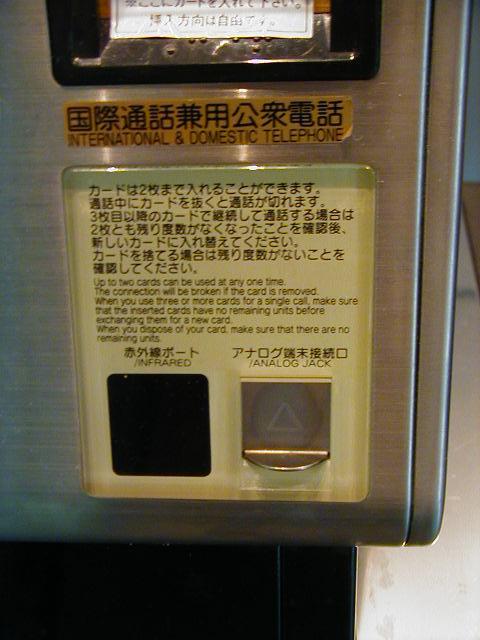 ※ここにカードを入れて下さい。
挿入方向は自由です。
国際通話兼用公衆電話
INTERNATIONAL & DOMESTIC TELEPHONE
カードは2枚まで入れることができます。
通話中にカードを抜くと通話が切れます。
3枚目以降のカードで継続して通話する場合は
2枚とも残り度数がなくなったことを確認後、
新しいカードに入れ替えてください。
カードを捨てる場合は残り度数がないことを
確認してください。
Up to two cards can be used at any one time.
The connection will be broken if the card is removed.
When you use three or more cards for a single call, make sure
that the inserted cards have no remaining units before
exchanging them for a new card.
When you dispose of your card, make sure that there are no
remaining units.
赤外線ポート アナログ端末接続口
/INFRARED /ANALOG JACK